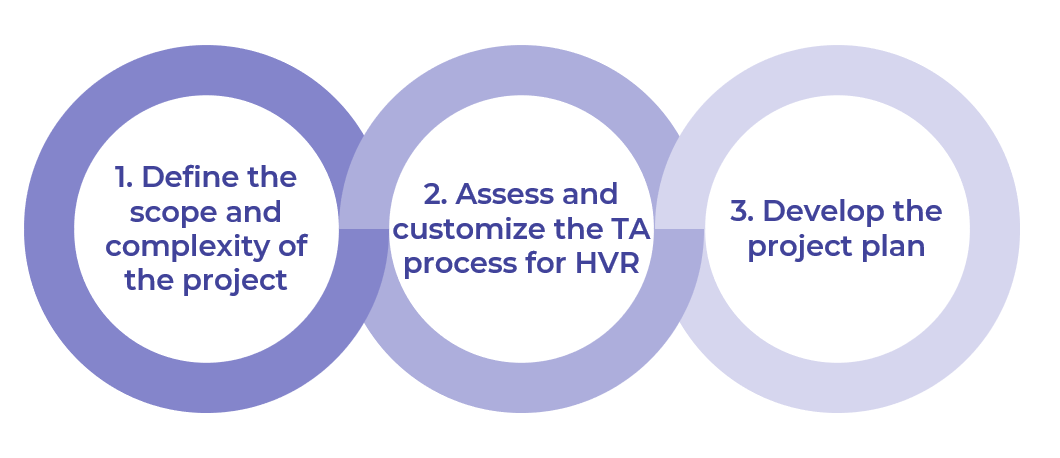 1. Define the
scope and
complexity of
the project
2. Assess and
customize the TA
process for HVR
3. Develop the
project plan